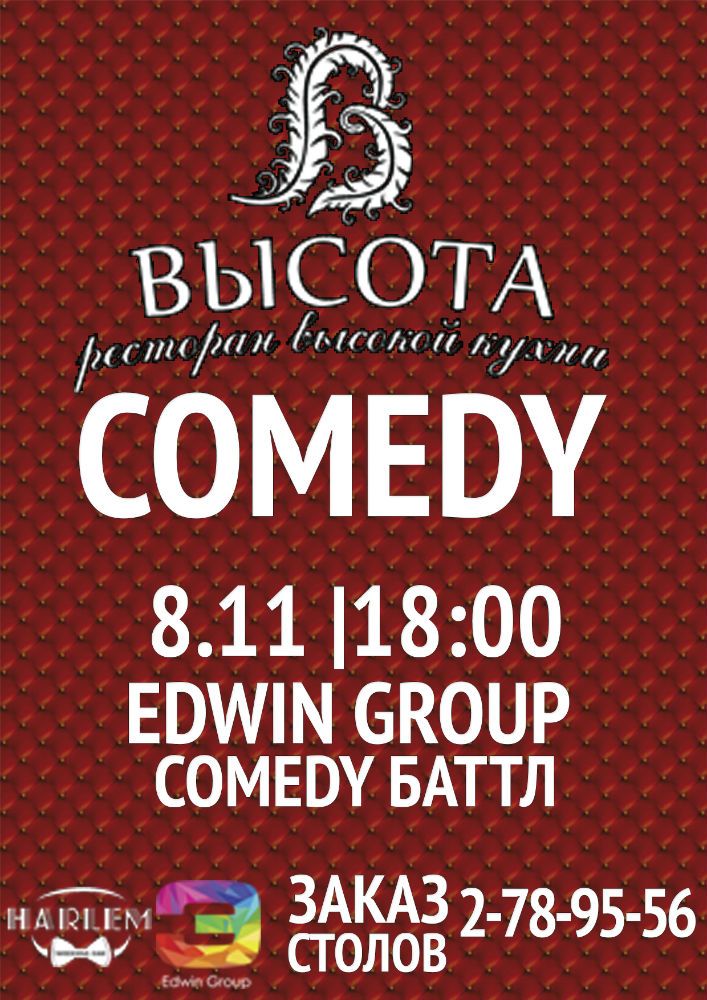 В
ВЫСОТА
ресторан высокой кухни
COMEDY
8.11 |18:00
EDWIN GROUP
COMEDY БАТТЛ
HARLEM
Э
Edwin Group
ЗАКАЗ
СТОЛОВ
2-78-95-56